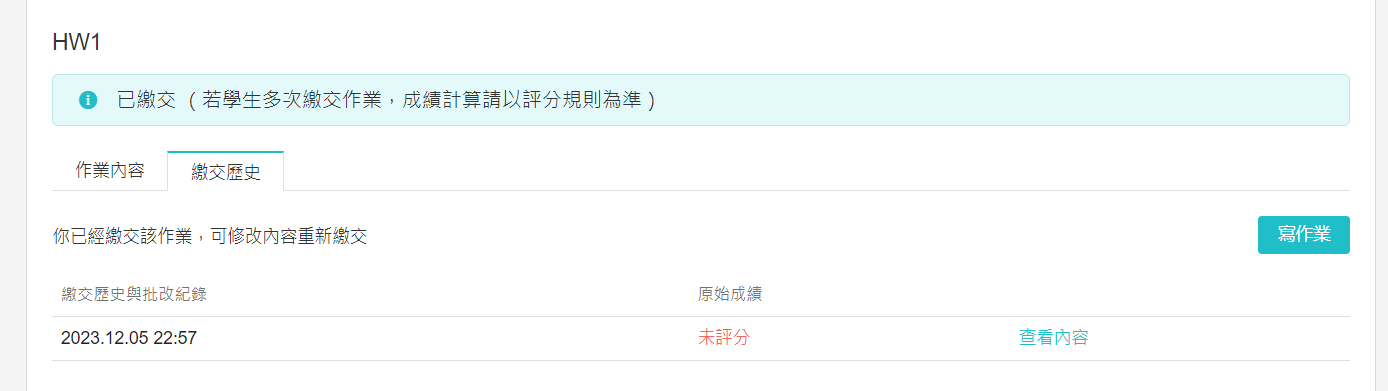 HW1
已繳交 （若學生多次繳交作業，成績計算請以評分規則為準）
作業內容 繳交歷史
你已經繳交該作業，可修改內容重新繳交 寫作業
繳交歷史與批改紀錄 原始成績
2023.12.05 22:57 未評分 查看內容